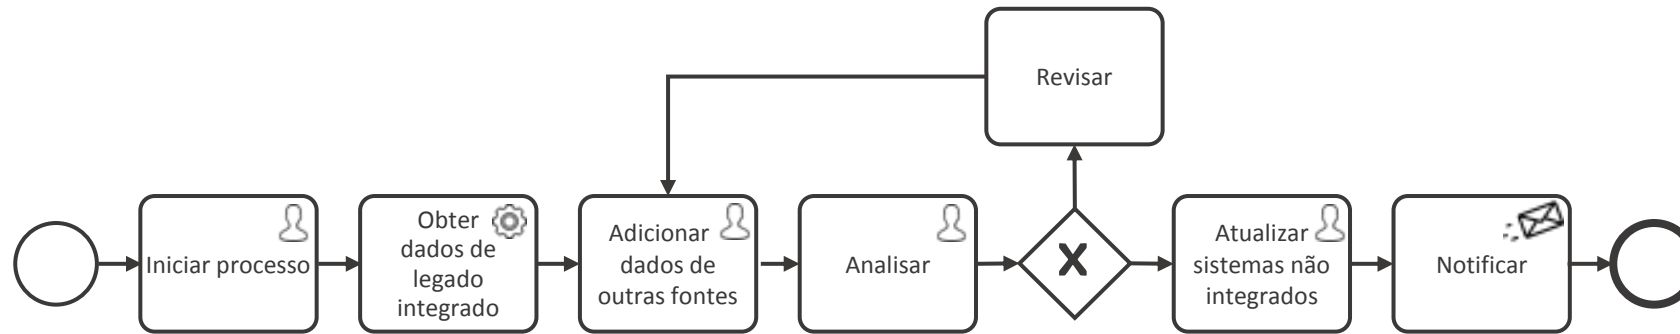 Revisar
Iniciar processo
Obter
dados de
legado
integrado
Adicionar
dados de
outras fontes
Analisar
X
Atualizar
sistemas não
integrados
Notificar